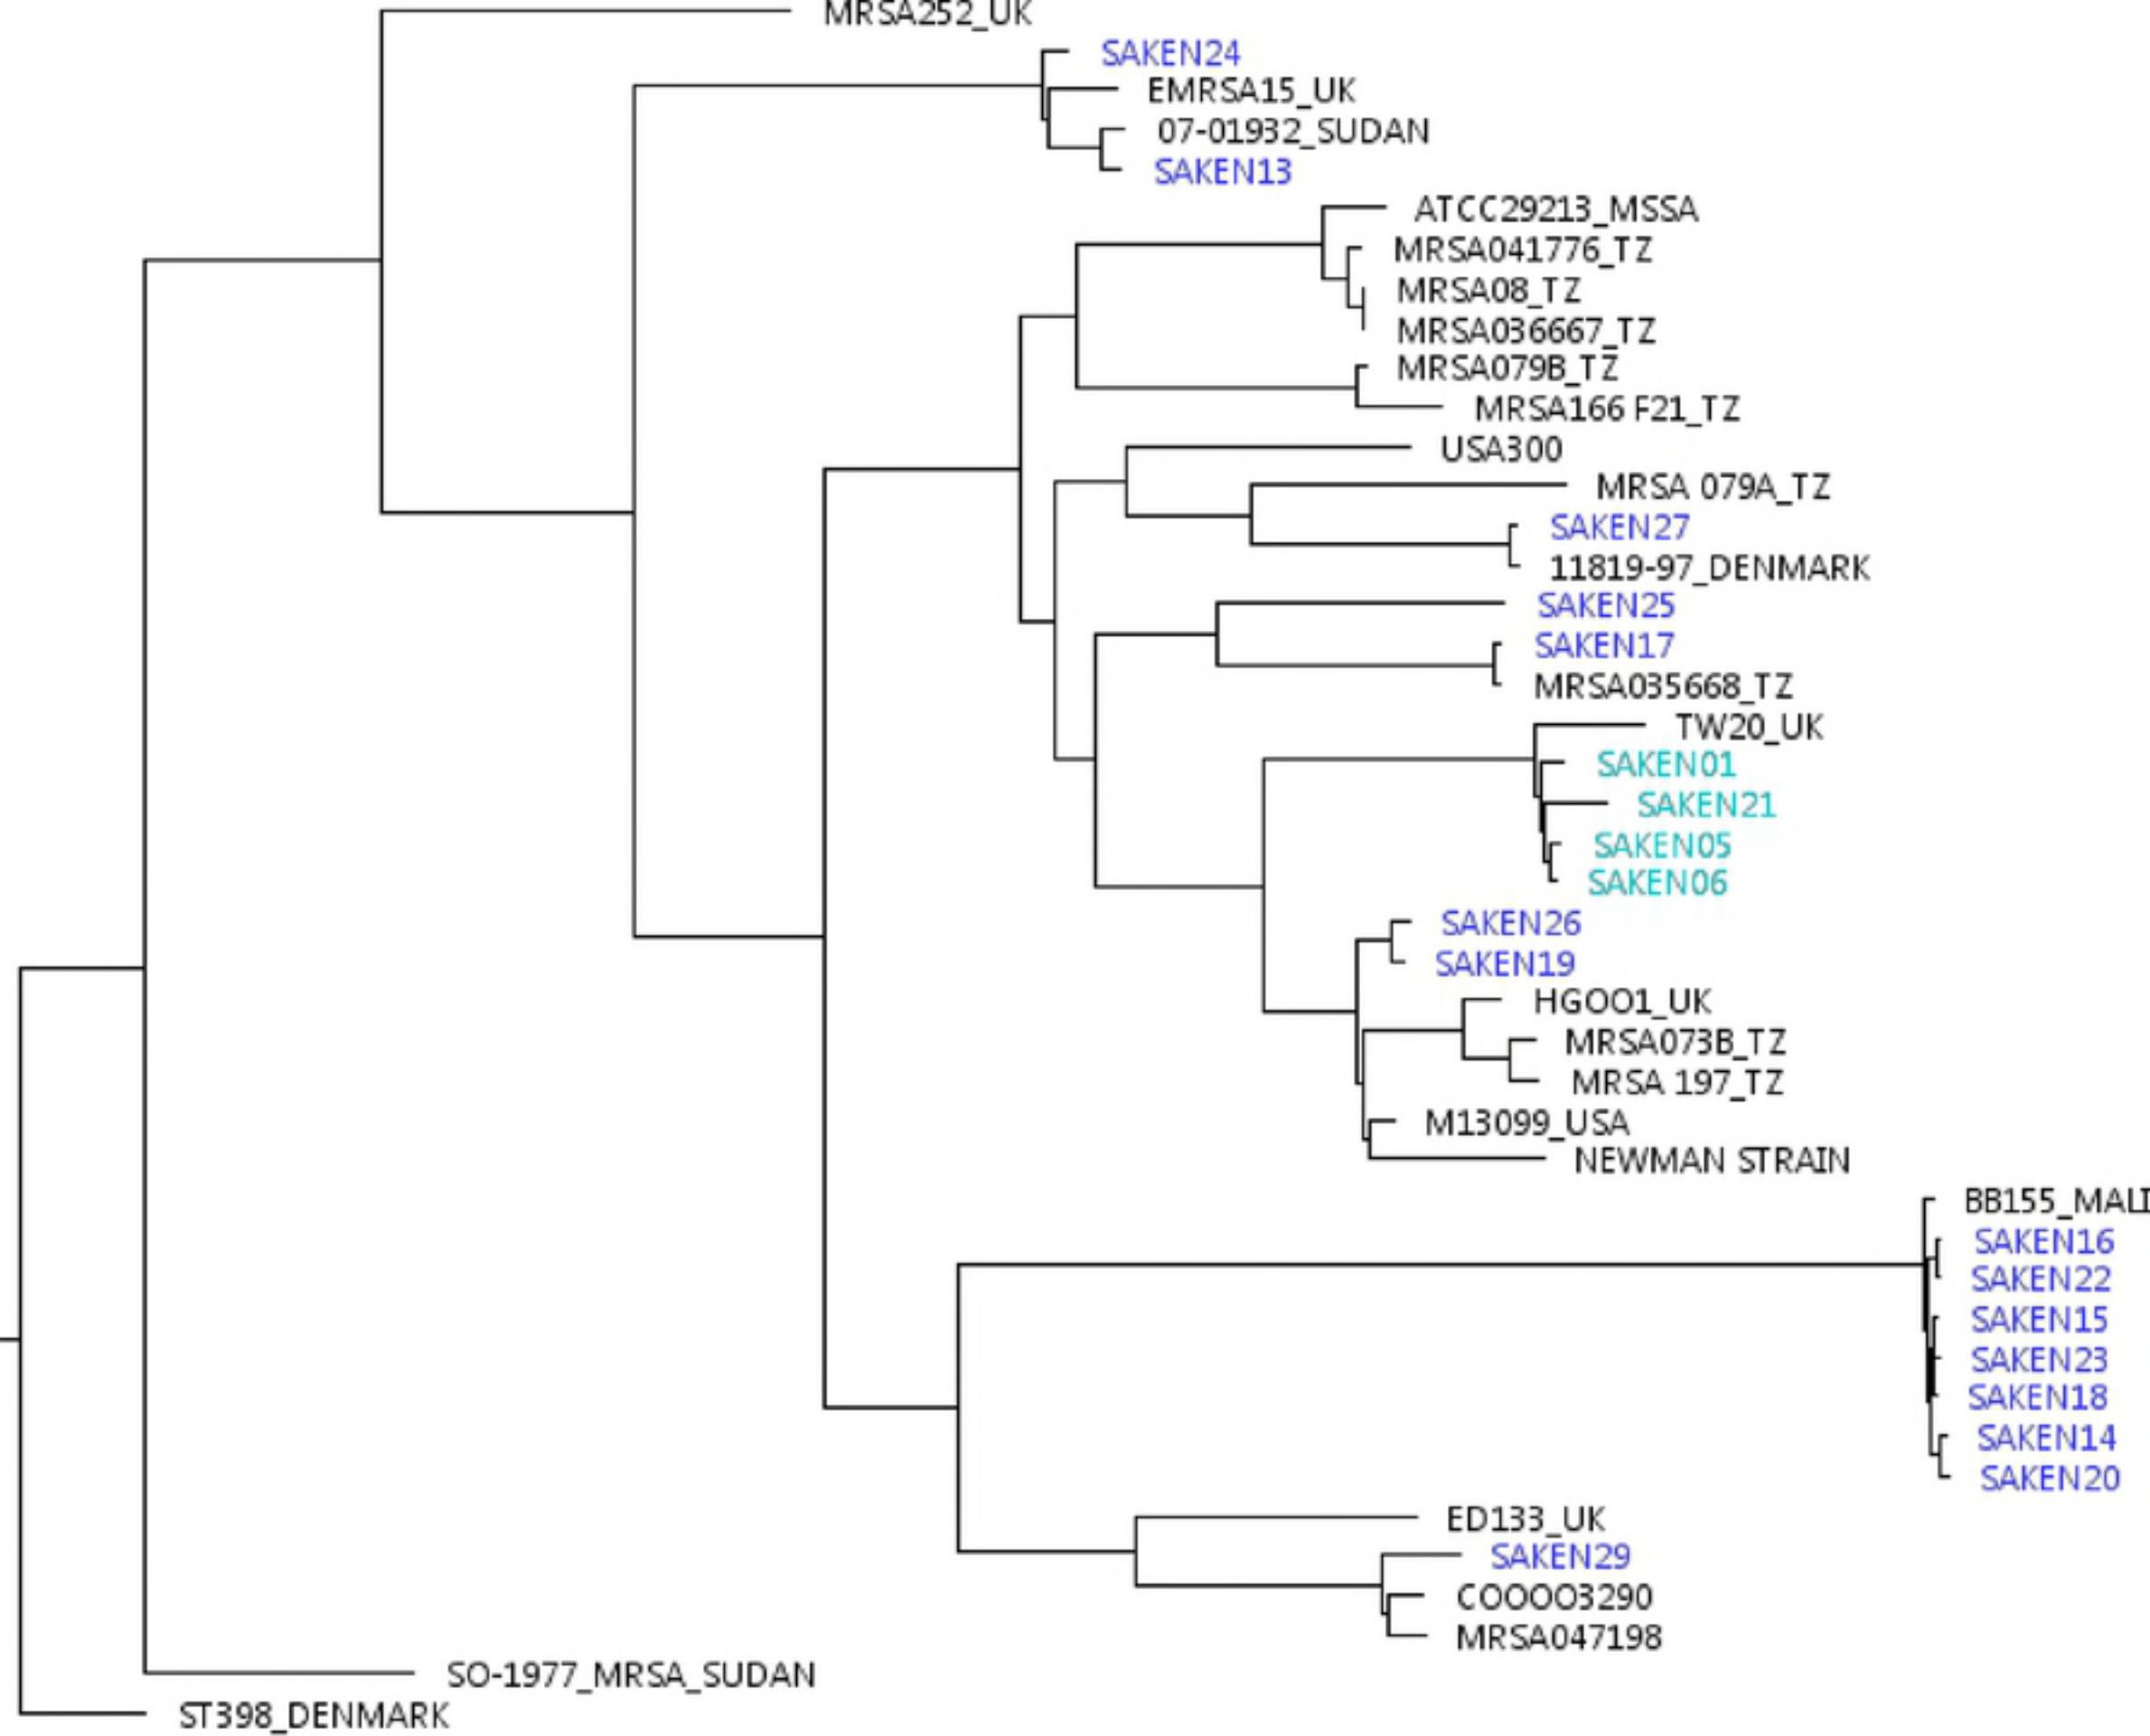 MRSA252_UK
SAKEN24
EMRSA15_UK
07-01932_SUDAN
SAKEN13
ATCC29213_MSSA
MRSA041776_TZ
MRSA08_TZ
MRSA036667_TZ
MRSA079B_TZ
MRSA166 F21_TZ
USA300
MRSA 079A_TZ
SAKEN27
11819-97_DENMARK
SAKEN25
SAKEN17
MRSA035668_TZ
TW20_UK
SAKEN01
SAKEN21
SAKEN05
SAKEN06
SAKEN26
SAKEN19
HGOO1_UK
MRSA073B_TZ
MRSA 197_TZ
M13099_USA
NEWMAN STRAIN
BB155_MALI
SAKEN16
SAKEN22
SAKEN15
SAKEN23
SAKEN18
SAKEN14
SAKEN20
ED133_UK
SAKEN29
COOOO3290
MRSA047198
SO-1977_MRSA_SUDAN
ST398_DENMARK